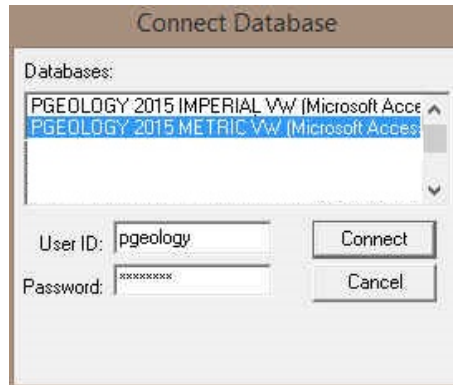 Connect Database
Databases:
PGEOLOGY 2015 IMPERIAL VW (Microsoft Acce
PGEOLOGY 2015 METRIC VW (Microsoft Acces
User ID: pgeology Connect
Password: ******** Cancel